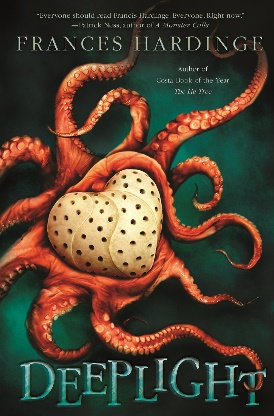 "Everyone should read Frances Hardinge. Everyone. Right now."
—Patrick Ness, author of A Monster Calls
FRANCES HARDINGE
Author of
Costa Book of the Year
The Lie Tree
DEEPLIGHT